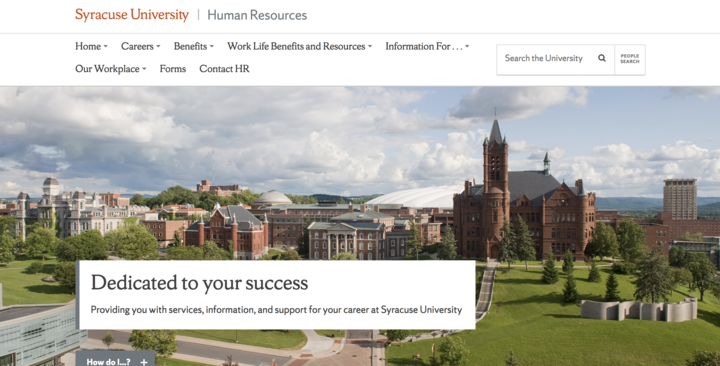 Syracuse University | Human Resources
Home Careers Benefits Work Life Benefits and Resources Information For . . .
Our Workplace Forms Contact HR
Search the University
PEOPLE
SEARCH
Dedicated to your success
Providing you with services, information, and support for your career at Syracuse University
How do I...? +